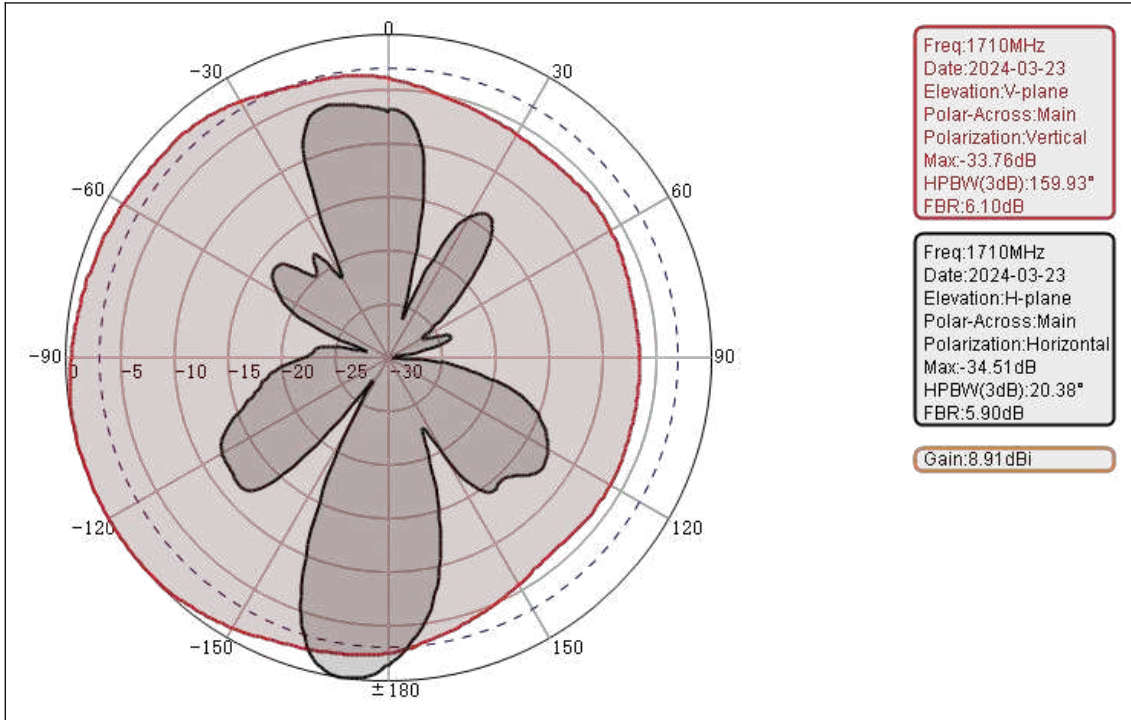 0
-30
30
-60
60
-90
90
0 -5 -10 -15 -20 -25 -30
-120
120
-150
150
±180
Freq:1710MHz
Date:2024-03-23
Elevation:V-plane
Polar-Across:Main
Polarization:Vertical
Max:-33.76dB
HPBW(3dB):159.93°
FBR:6.10dB
Freq:1710MHz
Date:2024-03-23
Elevation:H-plane
Polar-Across:Main
Polarization:Horizontal
Max:-34.51dB
HPBW(3dB):20.38°
FBR:5.90dB
Gain:8.91dBi